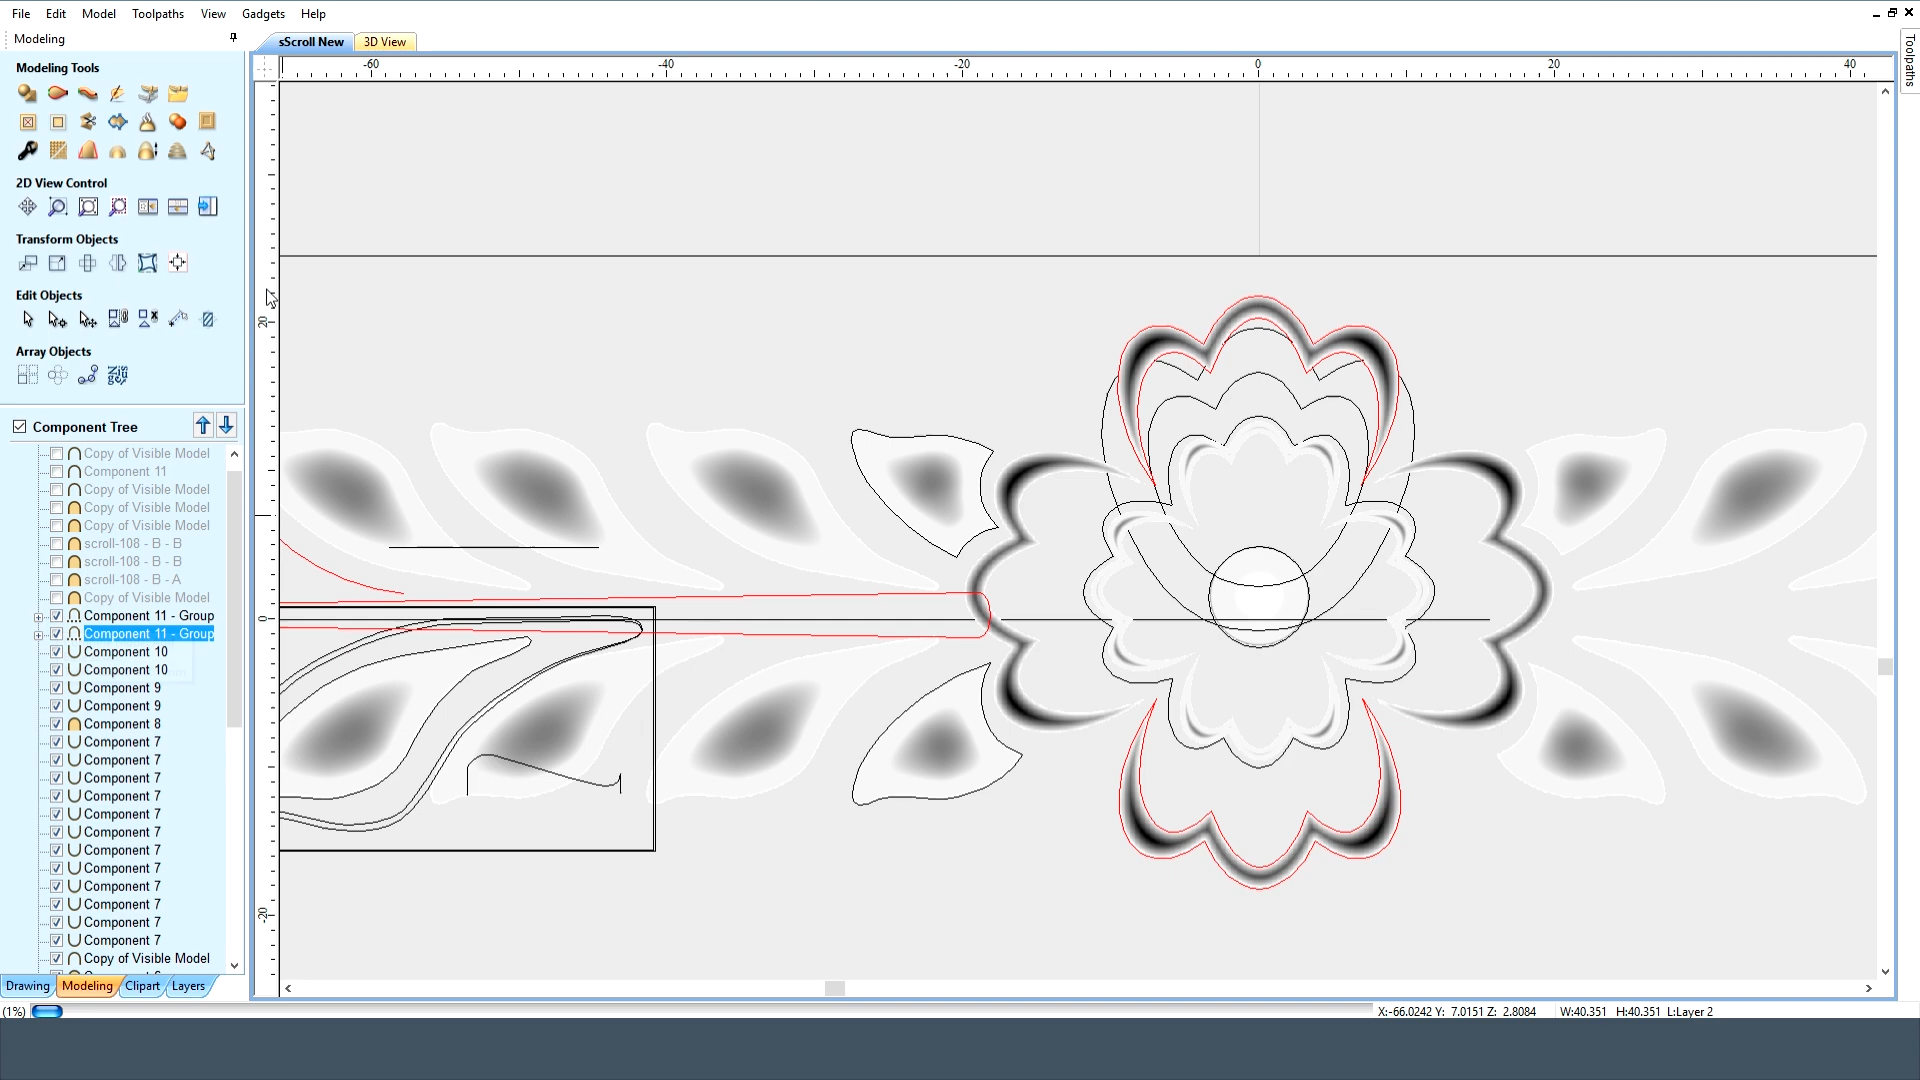 File Edit Model Toolpaths View Gadgets Help
Modeling
sScroll New 3D View
Toolpaths
-60 -40 -20 0 20 40
Modeling Tools
2D View Control
Transform Objects
Edit Objects
Array Objects
20
0
-20
Component Tree
Copy of Visible Model
Component 11
Copy of Visible Model
Copy of Visible Model
Copy of Visible Model
scroll-108 - B - B
scroll-108 - B - B
scroll-108 - B - A
Copy of Visible Model
Component 11 - Group
Component 11 - Group
Component 10
Component 10
Component 9
Component 9
Component 8
Component 7
Component 7
Component 7
Component 7
Component 7
Component 7
Component 7
Component 7
Component 7
Component 7
Component 7
Component 7
Copy of Visible Model
Drawing Modeling Clipart Layers
(1%)
X:-66.0242 Y: 7.0151 Z: 2.8084 W:40.351 H:40.351 L:Layer 2